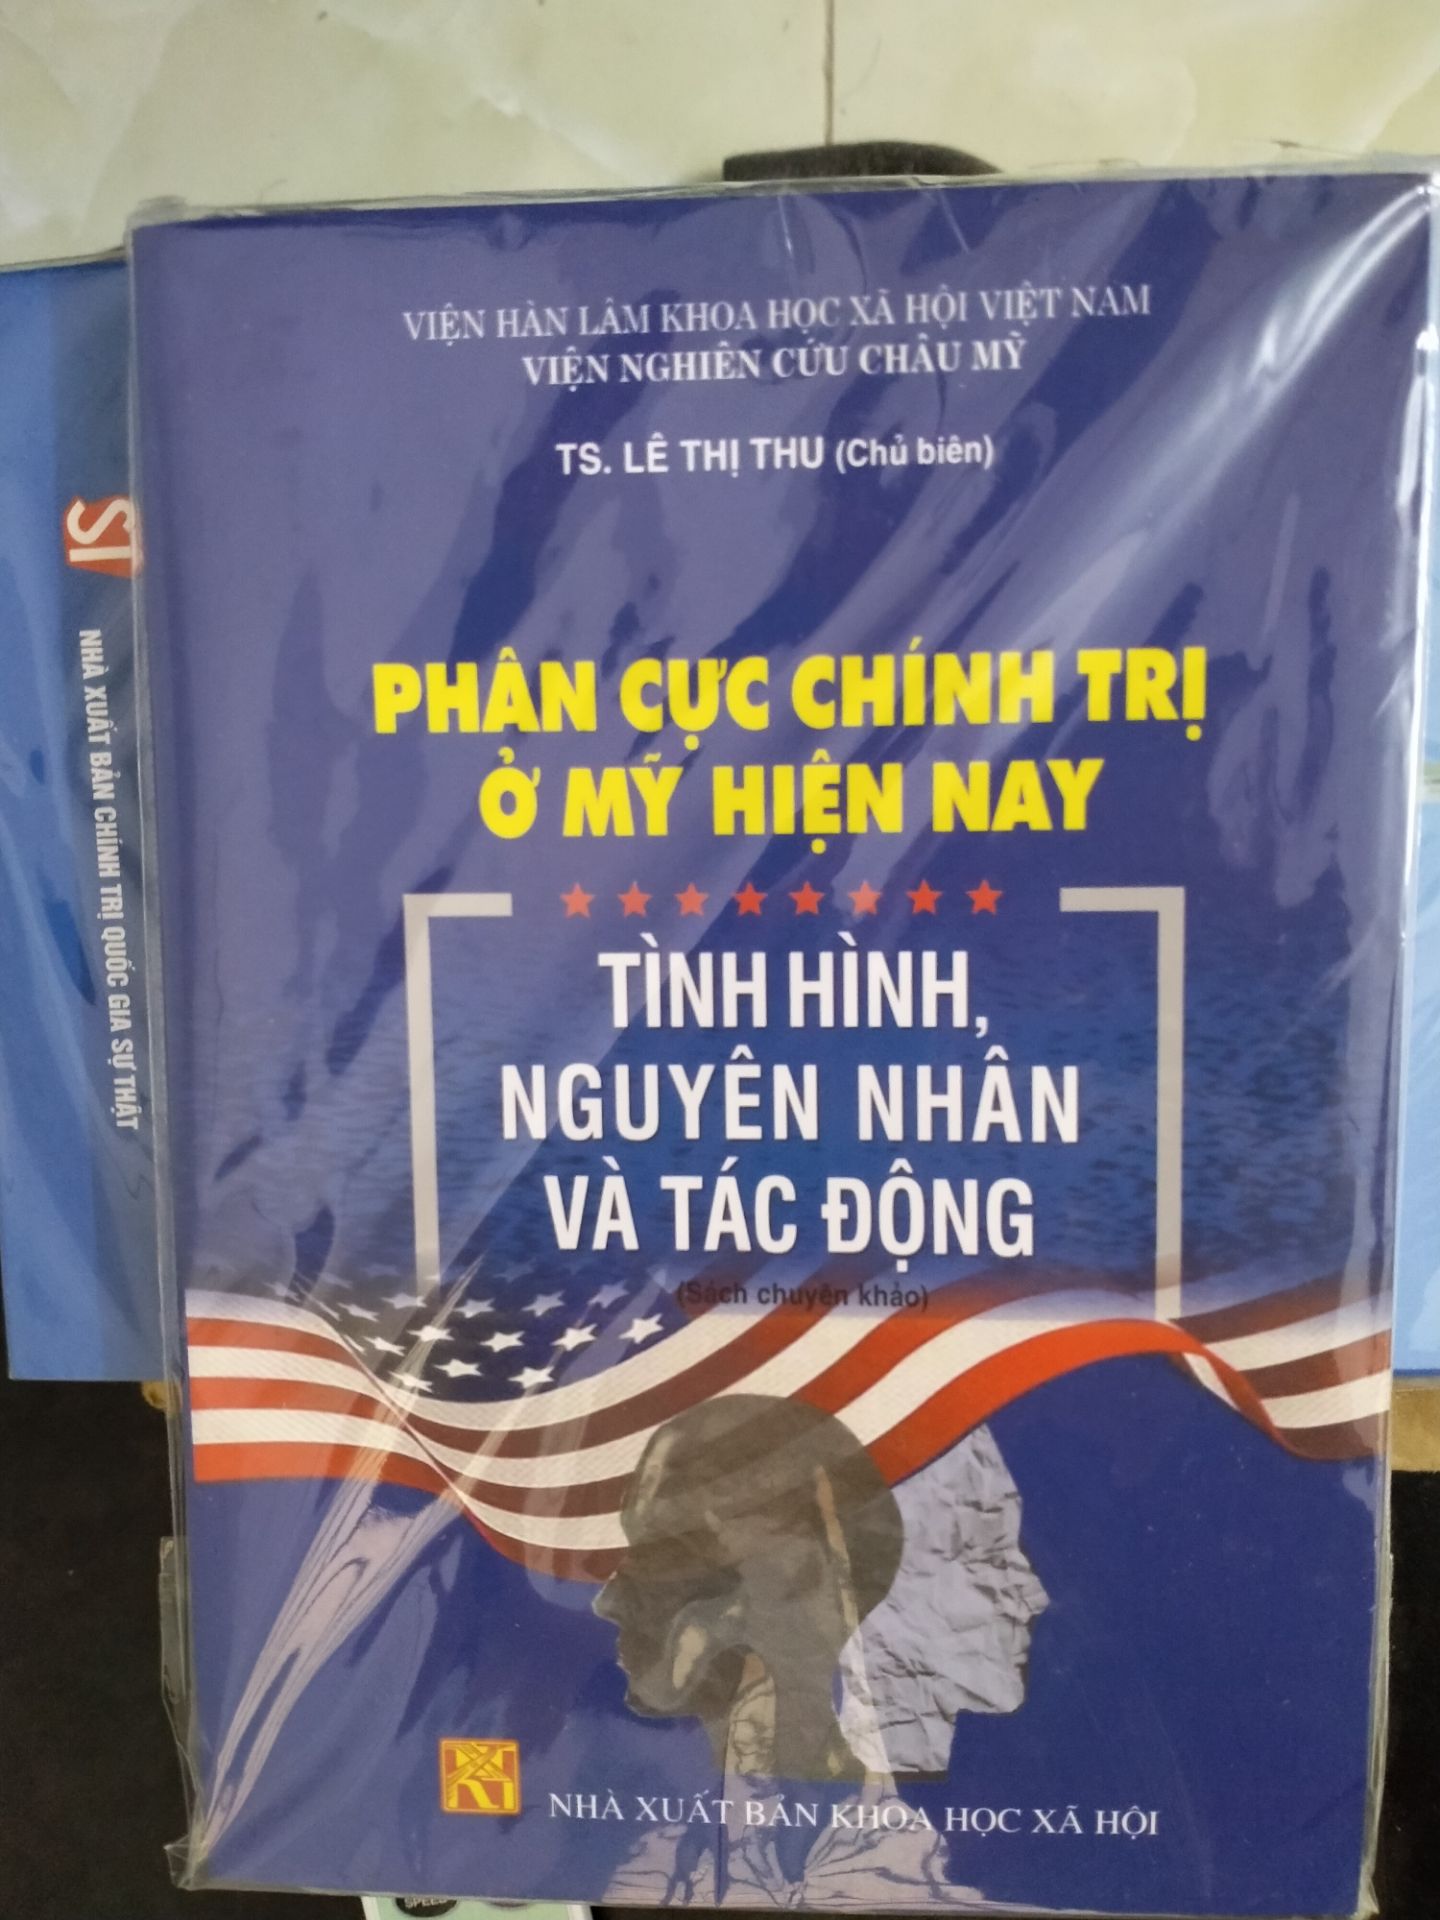 VIỆN HÀN LÂM KHOA HỌC XÃ HỘI VIỆT NAM
VIỆN NGHIÊN CỨU CHÂU MỸ
TS. LÊ THỊ THU (Chủ biên)
PHÂN CỰC CHÍNH TRỊ
Ở MỸ HIỆN NAY
TÌNH HÌNH,
NGUYÊN NHÂN
VÀ TÁC ĐỘNG
(Sách chuyên khảo)
NHÀ XUẤT BẢN KHOA HỌC XÃ HỘI
ST
NHÀ XUẤT BẢN CHÍNH TRỊ QUỐC GIA SỰ THẬT
SPEED